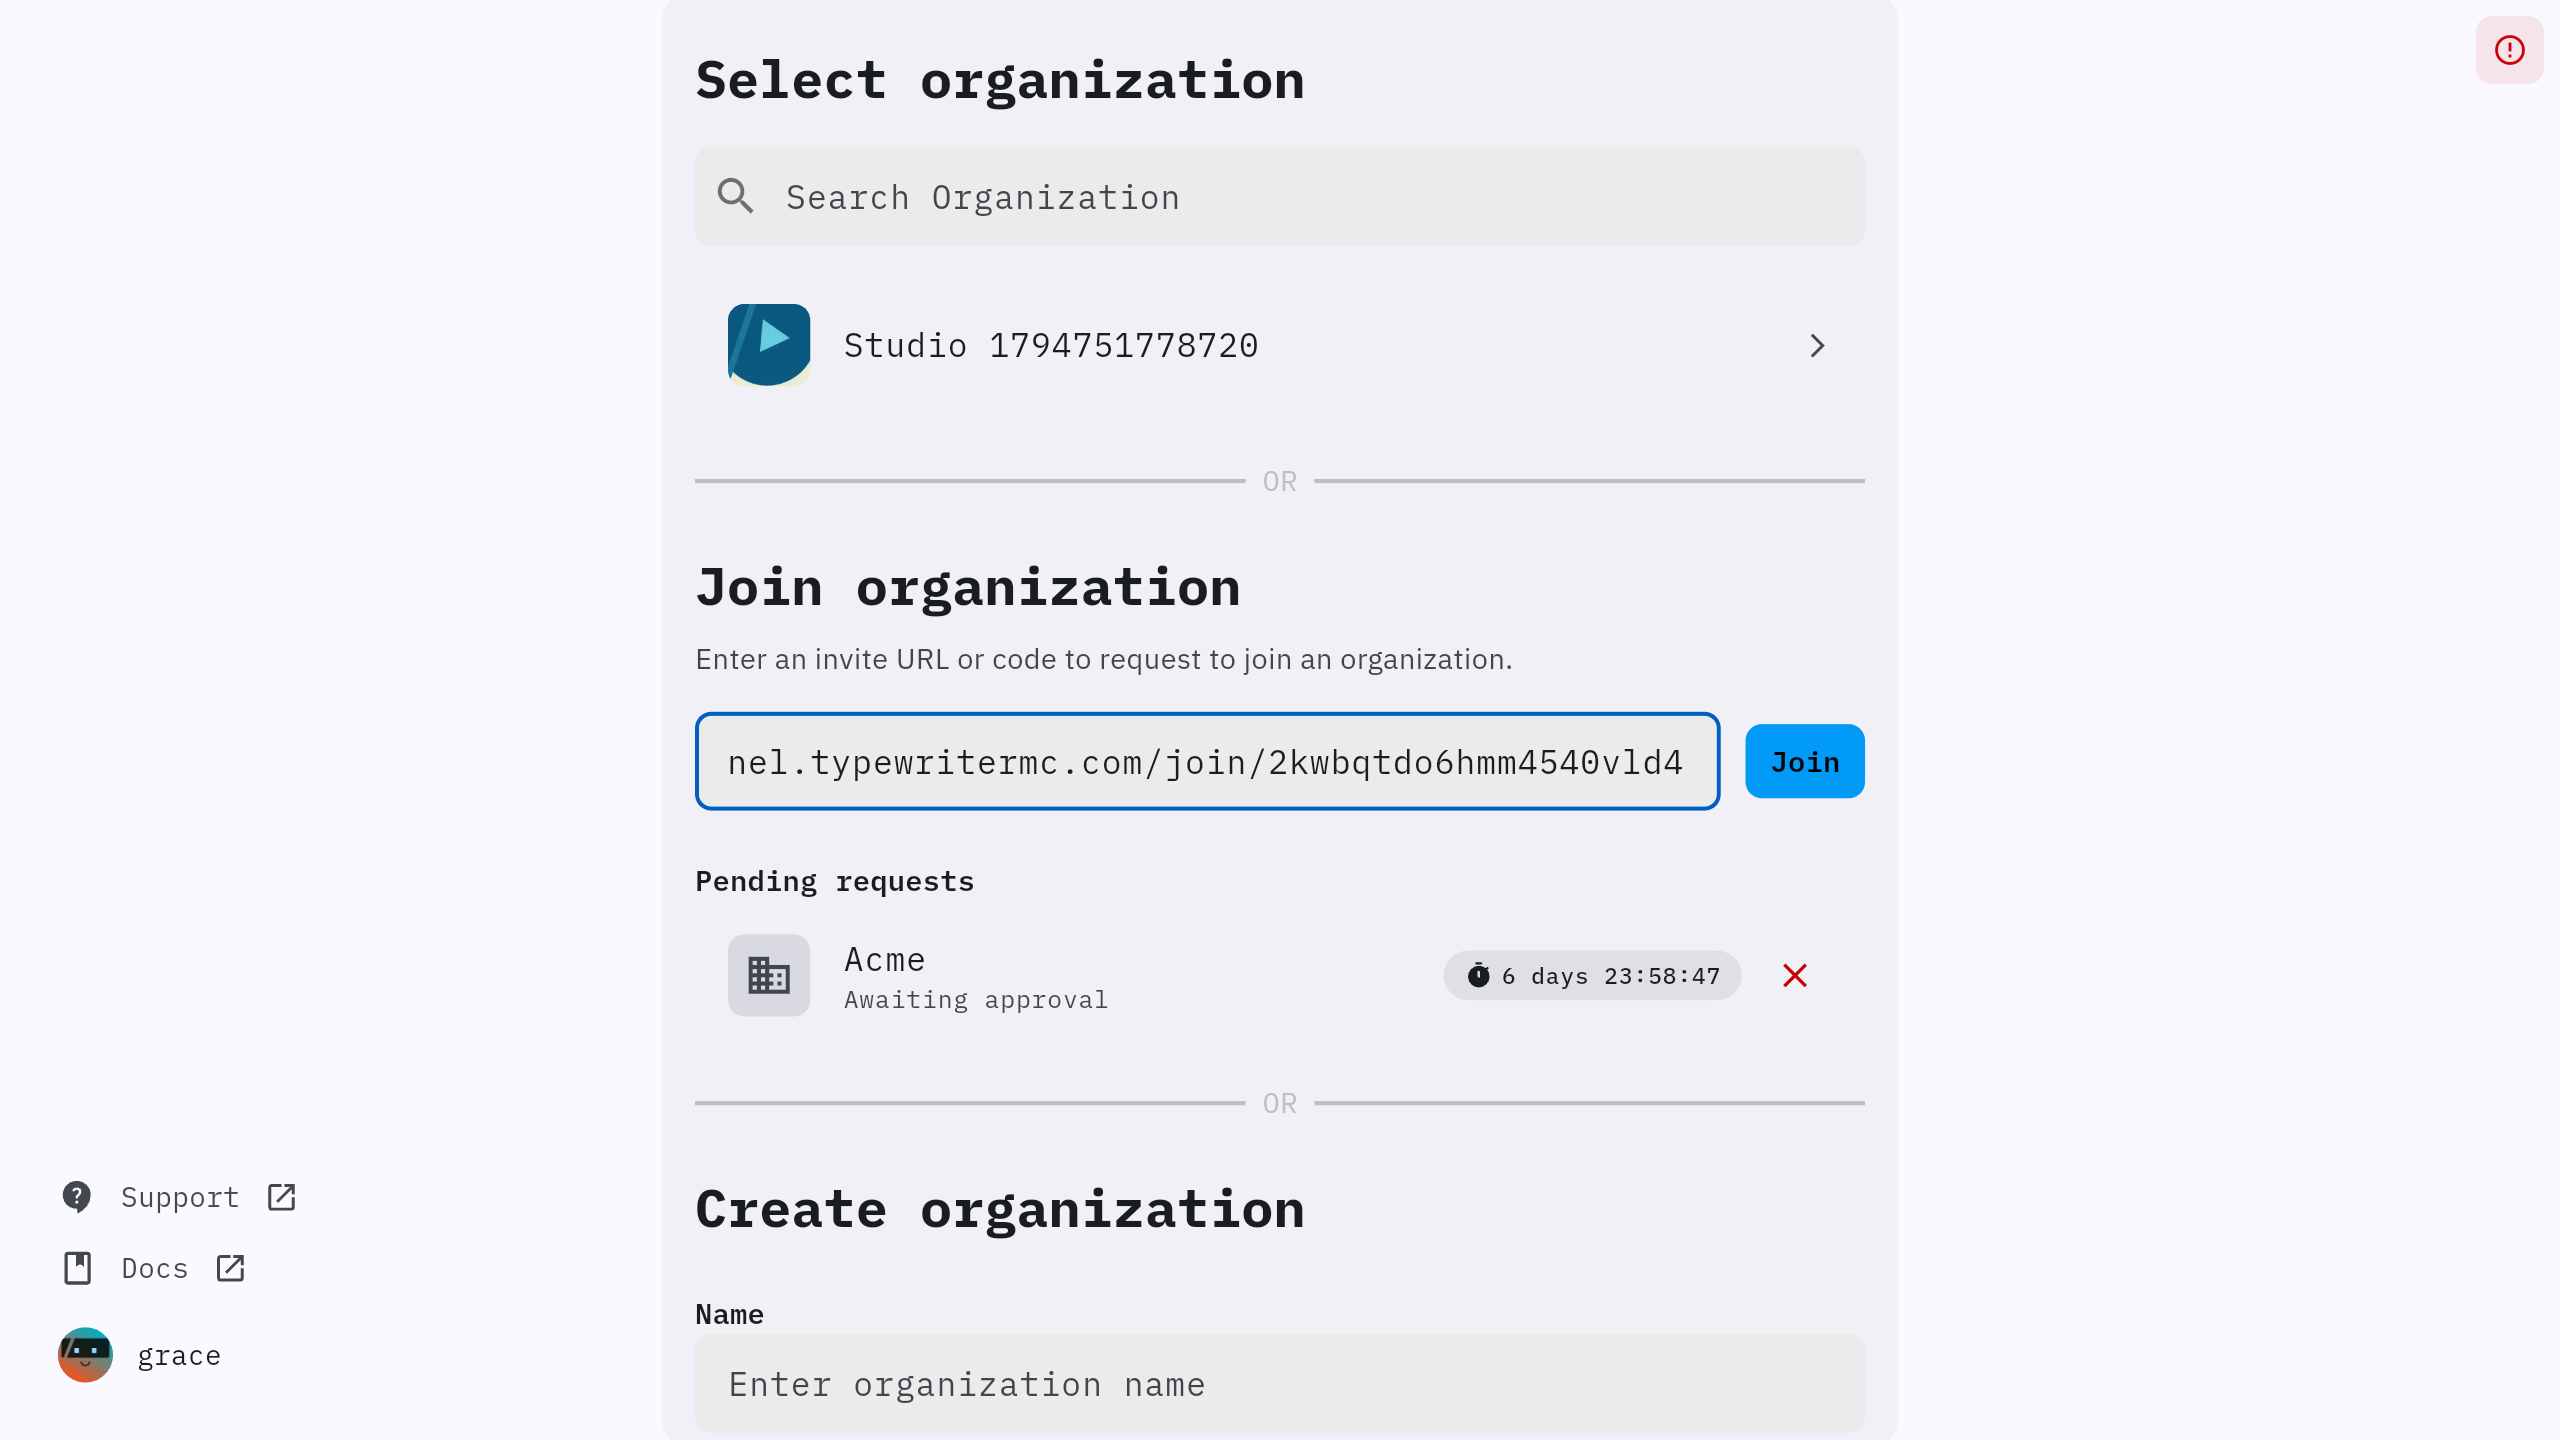 Select organization
Search Organization
Studio 1794751778720
OR
Join organization
Enter an invite URL or code to request to join an organization.
nel.typewritermc.com/join/2kwbqtdo6hmm4540vld4
Join
Pending requests
Acme
6 days 23:58:47
Awaiting approval
OR
Create organization
Name
Enter organization name
Support
Docs
grace